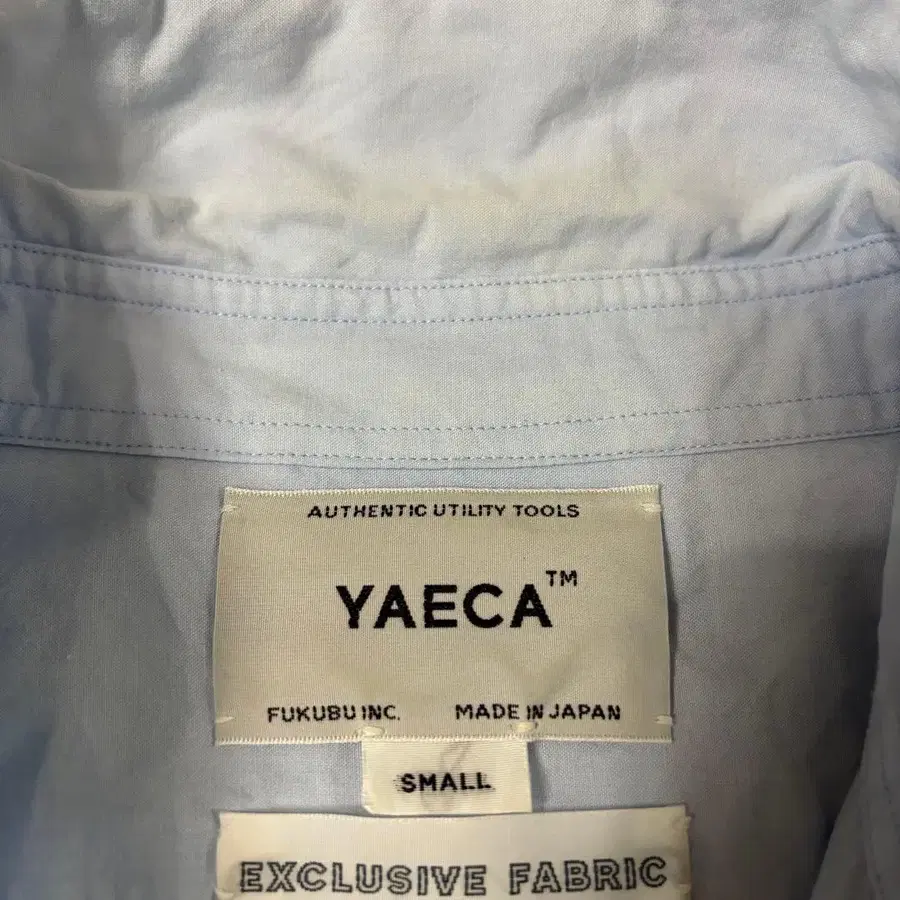 AUTHENTIC UTILITY TOOLS
YAECA™
FUKUBU INC. MADE IN JAPAN
SMALL
EXCLUSIVE FABRIC